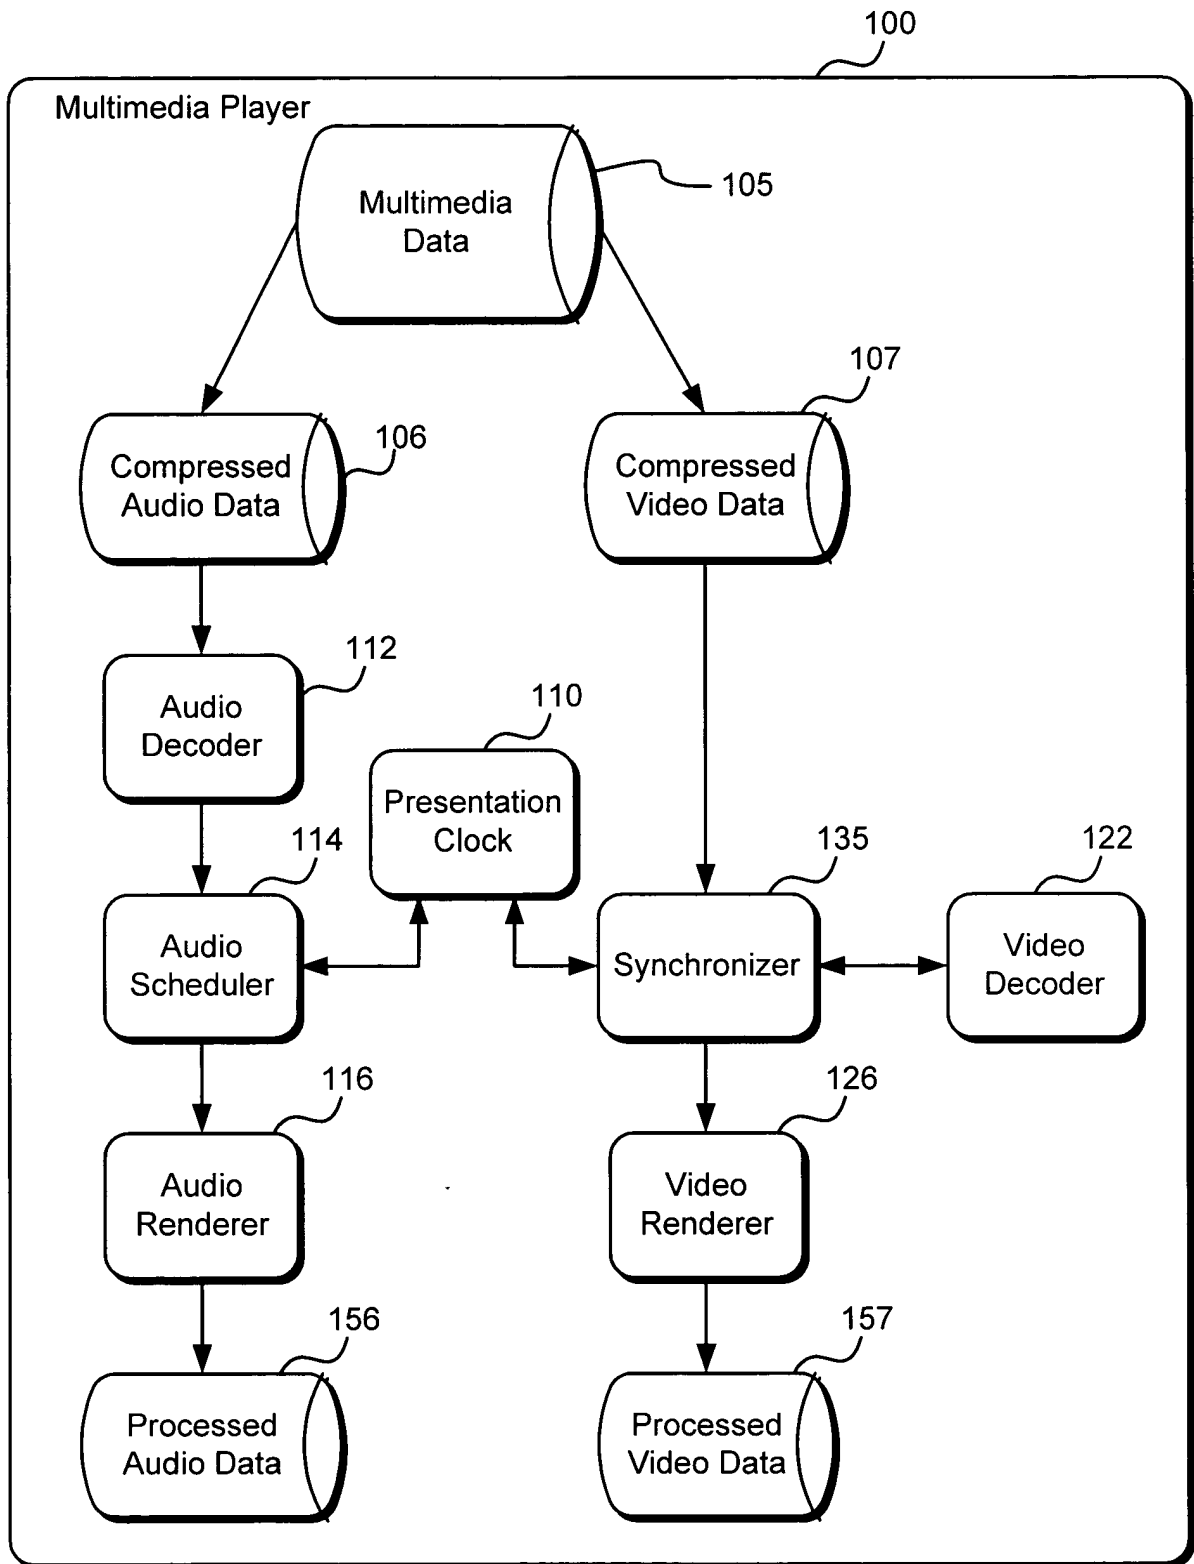 100
Multimedia Player
Multimedia
Data
105
107
Compressed
Audio Data
106
Compressed
Video Data
112
Audio
Decoder
110
Presentation
Clock
114
Audio
Scheduler
135
Synchronizer
122
Video
Decoder
116
Audio
Renderer
126
Video
Renderer
156
Processed
Audio Data
157
Processed
Video Data